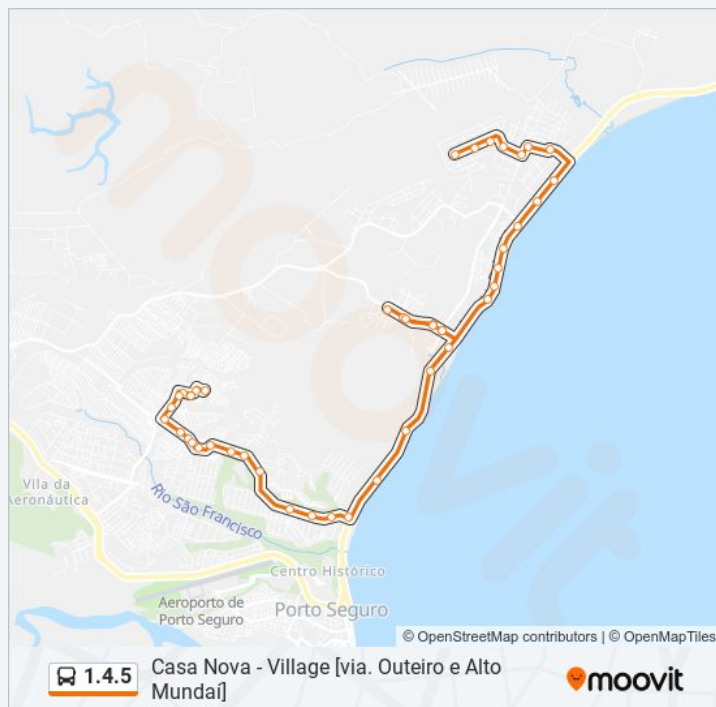 moovit
Vila da
Aeronáutica
Rio São Francisco
Centro Histórico
Aeroporto de
Porto Seguro
Porto Seguro
© OpenStreetMap contributors | © OpenMapTiles
1.4.5
Casa Nova - Village [via. Outeiro e Alto
Mundaí]
moovit